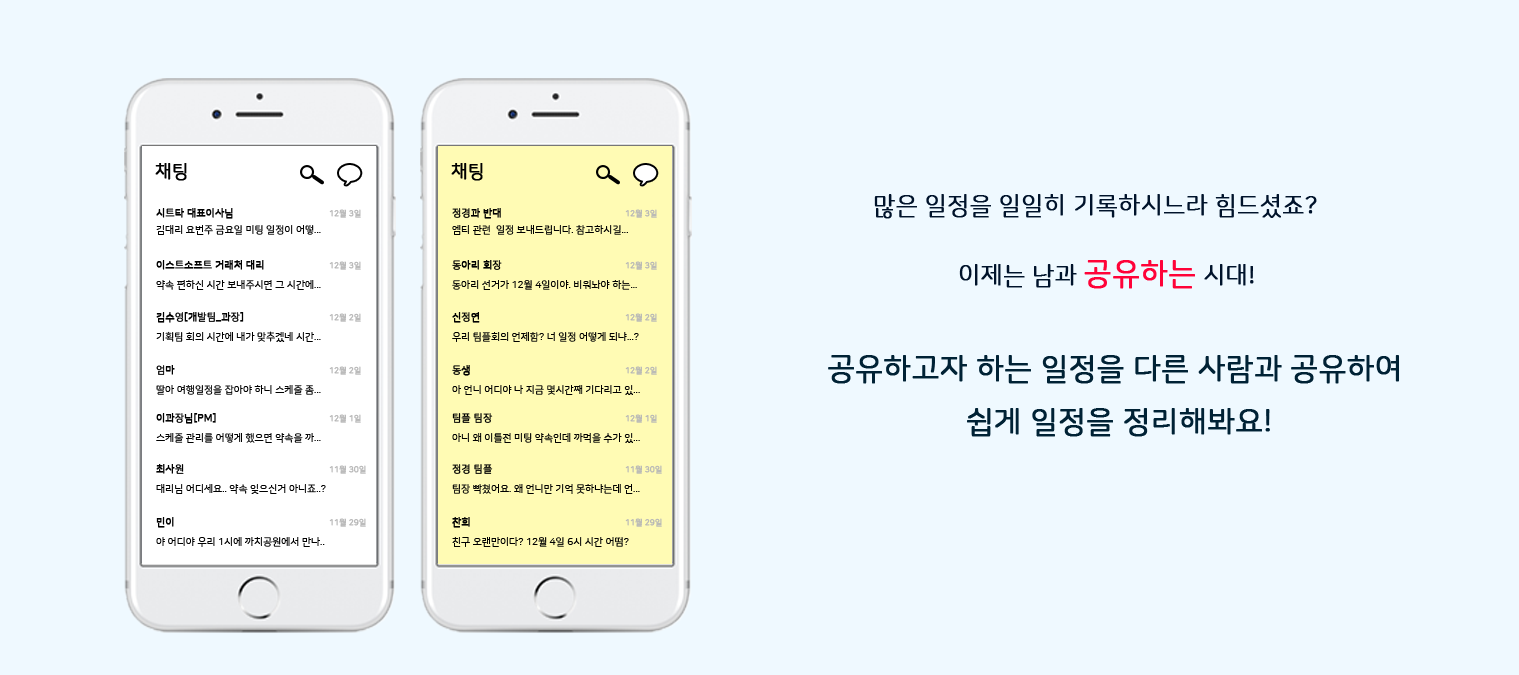 채팅
시트탁 대표이사님 12월 3일
김대리 요번주 금요일 미팅 일정이 어떻...
이스트소프트 거래처 대리 12월 3일
약속 편하신 시간 보내주시면 그 시간에...
김수영[개발팀_과장] 12월 2일
기획팀 회의 시간에 내가 맞추겠네 시간...
엄마 12월 2일
딸아 여행일정을 잡아야 하니 스케줄 좀...
이과장님[PM] 12월 1일
스케줄 관리를 어떻게 했으면 약속을 까...
최사원 11월 30일
대리님 어디세요.. 약속 잊으신거 아니죠..?
민이 11월 29일
야 어디야 우리 1시에 까치공원에서 만나..
채팅
정경과 반대 12월 3일
엠티 관련 일정 보내드립니다. 참고하시길...
동아리 회장 12월 3일
동아리 선거가 12월 4일이야. 비워놔야 하는...
신정연 12월 2일
우리 팀플회의 언제함? 너 일정 어떻게 되냐...?
동생 12월 2일
아 언니 어디야 나 지금 몇시간째 기다리고 있...
팀플 팀장 12월 1일
아니 왜 이틀전 미팅 약속인데 까먹을 수가 있...
정경 팀플 11월 30일
팀장 빡쳤어요. 왜 언니만 기억 못하냐는데 언...
찬희 11월 29일
친구 오랜만이다? 12월 4일 6시 시간 어떰?
많은 일정을 일일히 기록하시느라 힘드셨죠?
이제는 남과 공유하는 시대!
공유하고자 하는 일정을 다른 사람과 공유하여
쉽게 일정을 정리해봐요!